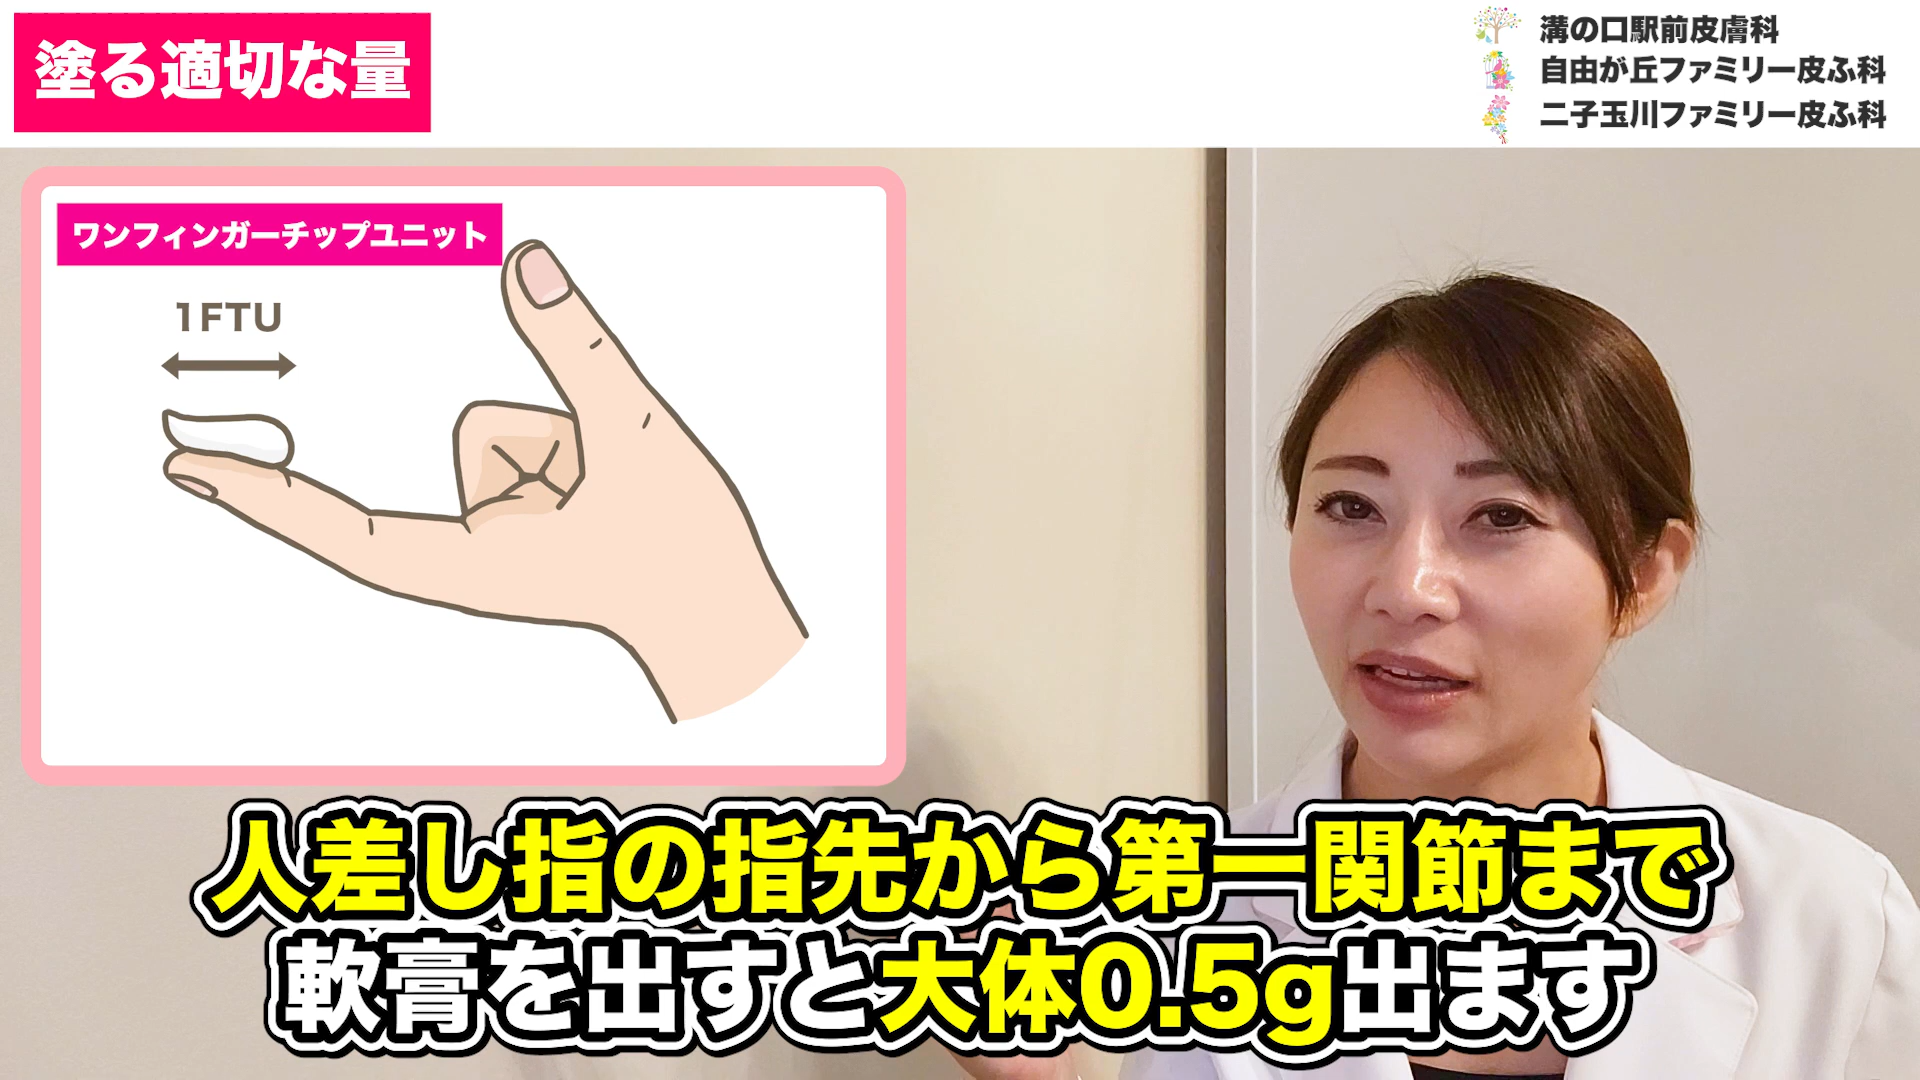 塗る適切な量
溝の口駅前皮膚科
自由が丘ファミリー皮ふ科
二子玉川ファミリー皮ふ科
ワンフィンガーチップユニット
1FTU
人差し指の指先から第一関節まで
軟膏を出すと大体0.5g出ます